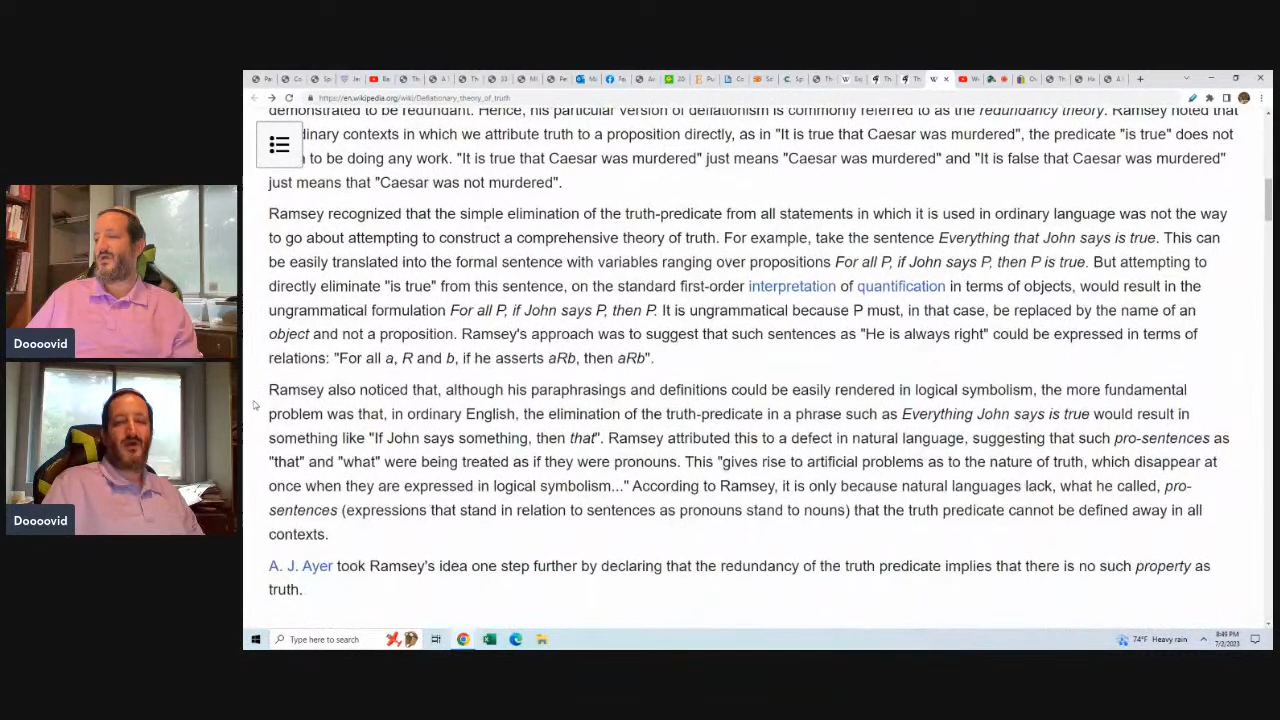 https://en.wikipedia.org/wiki/Deflationary_theory_of_truth
demonstrated to be redundant. Hence, his particular version of deflationism is commonly referred to as the redundancy theory. Ramsey noted that
dinary contexts in which we attribute truth to a proposition directly, as in "It is true that Caesar was murdered", the predicate "is true" does not
to be doing any work. "It is true that Caesar was murdered" just means "Caesar was murdered" and "It is false that Caesar was murdered"
just means that "Caesar was not murdered".
Ramsey recognized that the simple elimination of the truth-predicate from all statements in which it is used in ordinary language was not the way
to go about attempting to construct a comprehensive theory of truth. For example, take the sentence Everything that John says is true. This can
be easily translated into the formal sentence with variables ranging over propositions For all P, if John says P, then P is true. But attempting to
directly eliminate "is true" from this sentence, on the standard first-order interpretation of quantification in terms of objects, would result in the
ungrammatical formulation For all P, if John says P, then P. It is ungrammatical because P must, in that case, be replaced by the name of an
object and not a proposition. Ramsey's approach was to suggest that such sentences as "He is always right" could be expressed in terms of
relations: "For all a, R and b, if he asserts aRb, then aRb".
Ramsey also noticed that, although his paraphrasings and definitions could be easily rendered in logical symbolism, the more fundamental
problem was that, in ordinary English, the elimination of the truth-predicate in a phase such as Everything John says is true would result in
something like "If John says something, then that". Ramsey attributed this to a defect in natural language, suggesting that such pro-sentences as
"that" and "what" were being treated as if they were pronouns. This "gives rise to artificial problems as to the nature of truth, which disappear at
once when they are expressed in logical symbolism..." According to Ramsey, it is only because natural languages lack, what he called, pro-
sentences (expressions that stand in relation to sentences as pronouns stand to nouns) that the truth predicate cannot be defined away in all
contexts.
A. J. Ayer took Ramsey's idea one step further by declaring that the redundancy of the truth predicate implies that there is no such property as
truth.
Doooovid
Doooovid
Type here to search
74°F Heavy rain
8:49 PM
7/2/2023